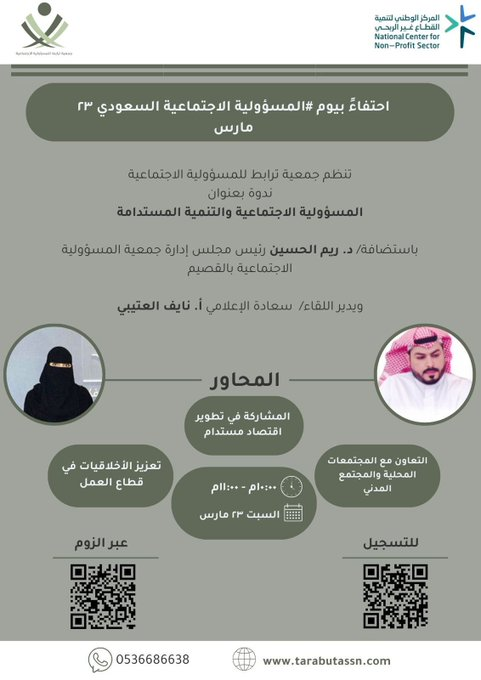 المركز الوطني لتنمية
القطاع غير الربحي
National Center for
Non-Profit Sector
احتفاءً بيوم #المسؤولية الاجتماعية السعودي ٢٣
مارس
تنظم جمعية ترابط للمسؤولية الاجتماعية
ندوة بعنوان
المسؤولية الاجتماعية والتنمية المستدامة
باستضافة/ د. ريم الحسين رئيس مجلس إدارة جمعية المسؤولية
الاجتماعية بالقصيم
ويدير اللقاء/ سعادة الإعلامي أ. نايف العتيبي
المحاور
المشاركة في تطوير
اقتصاد مستدام
التعاون مع المجتمعات
المحلية والمجتمع
المدني
تعزيز الأخلاقيات في
قطاع العمل
١٠:٠٠م - ١١:٠٠م
السبت ٢٣ مارس
للتسجيل
عبر الزوم
0536686638
www.tarabutassn.com